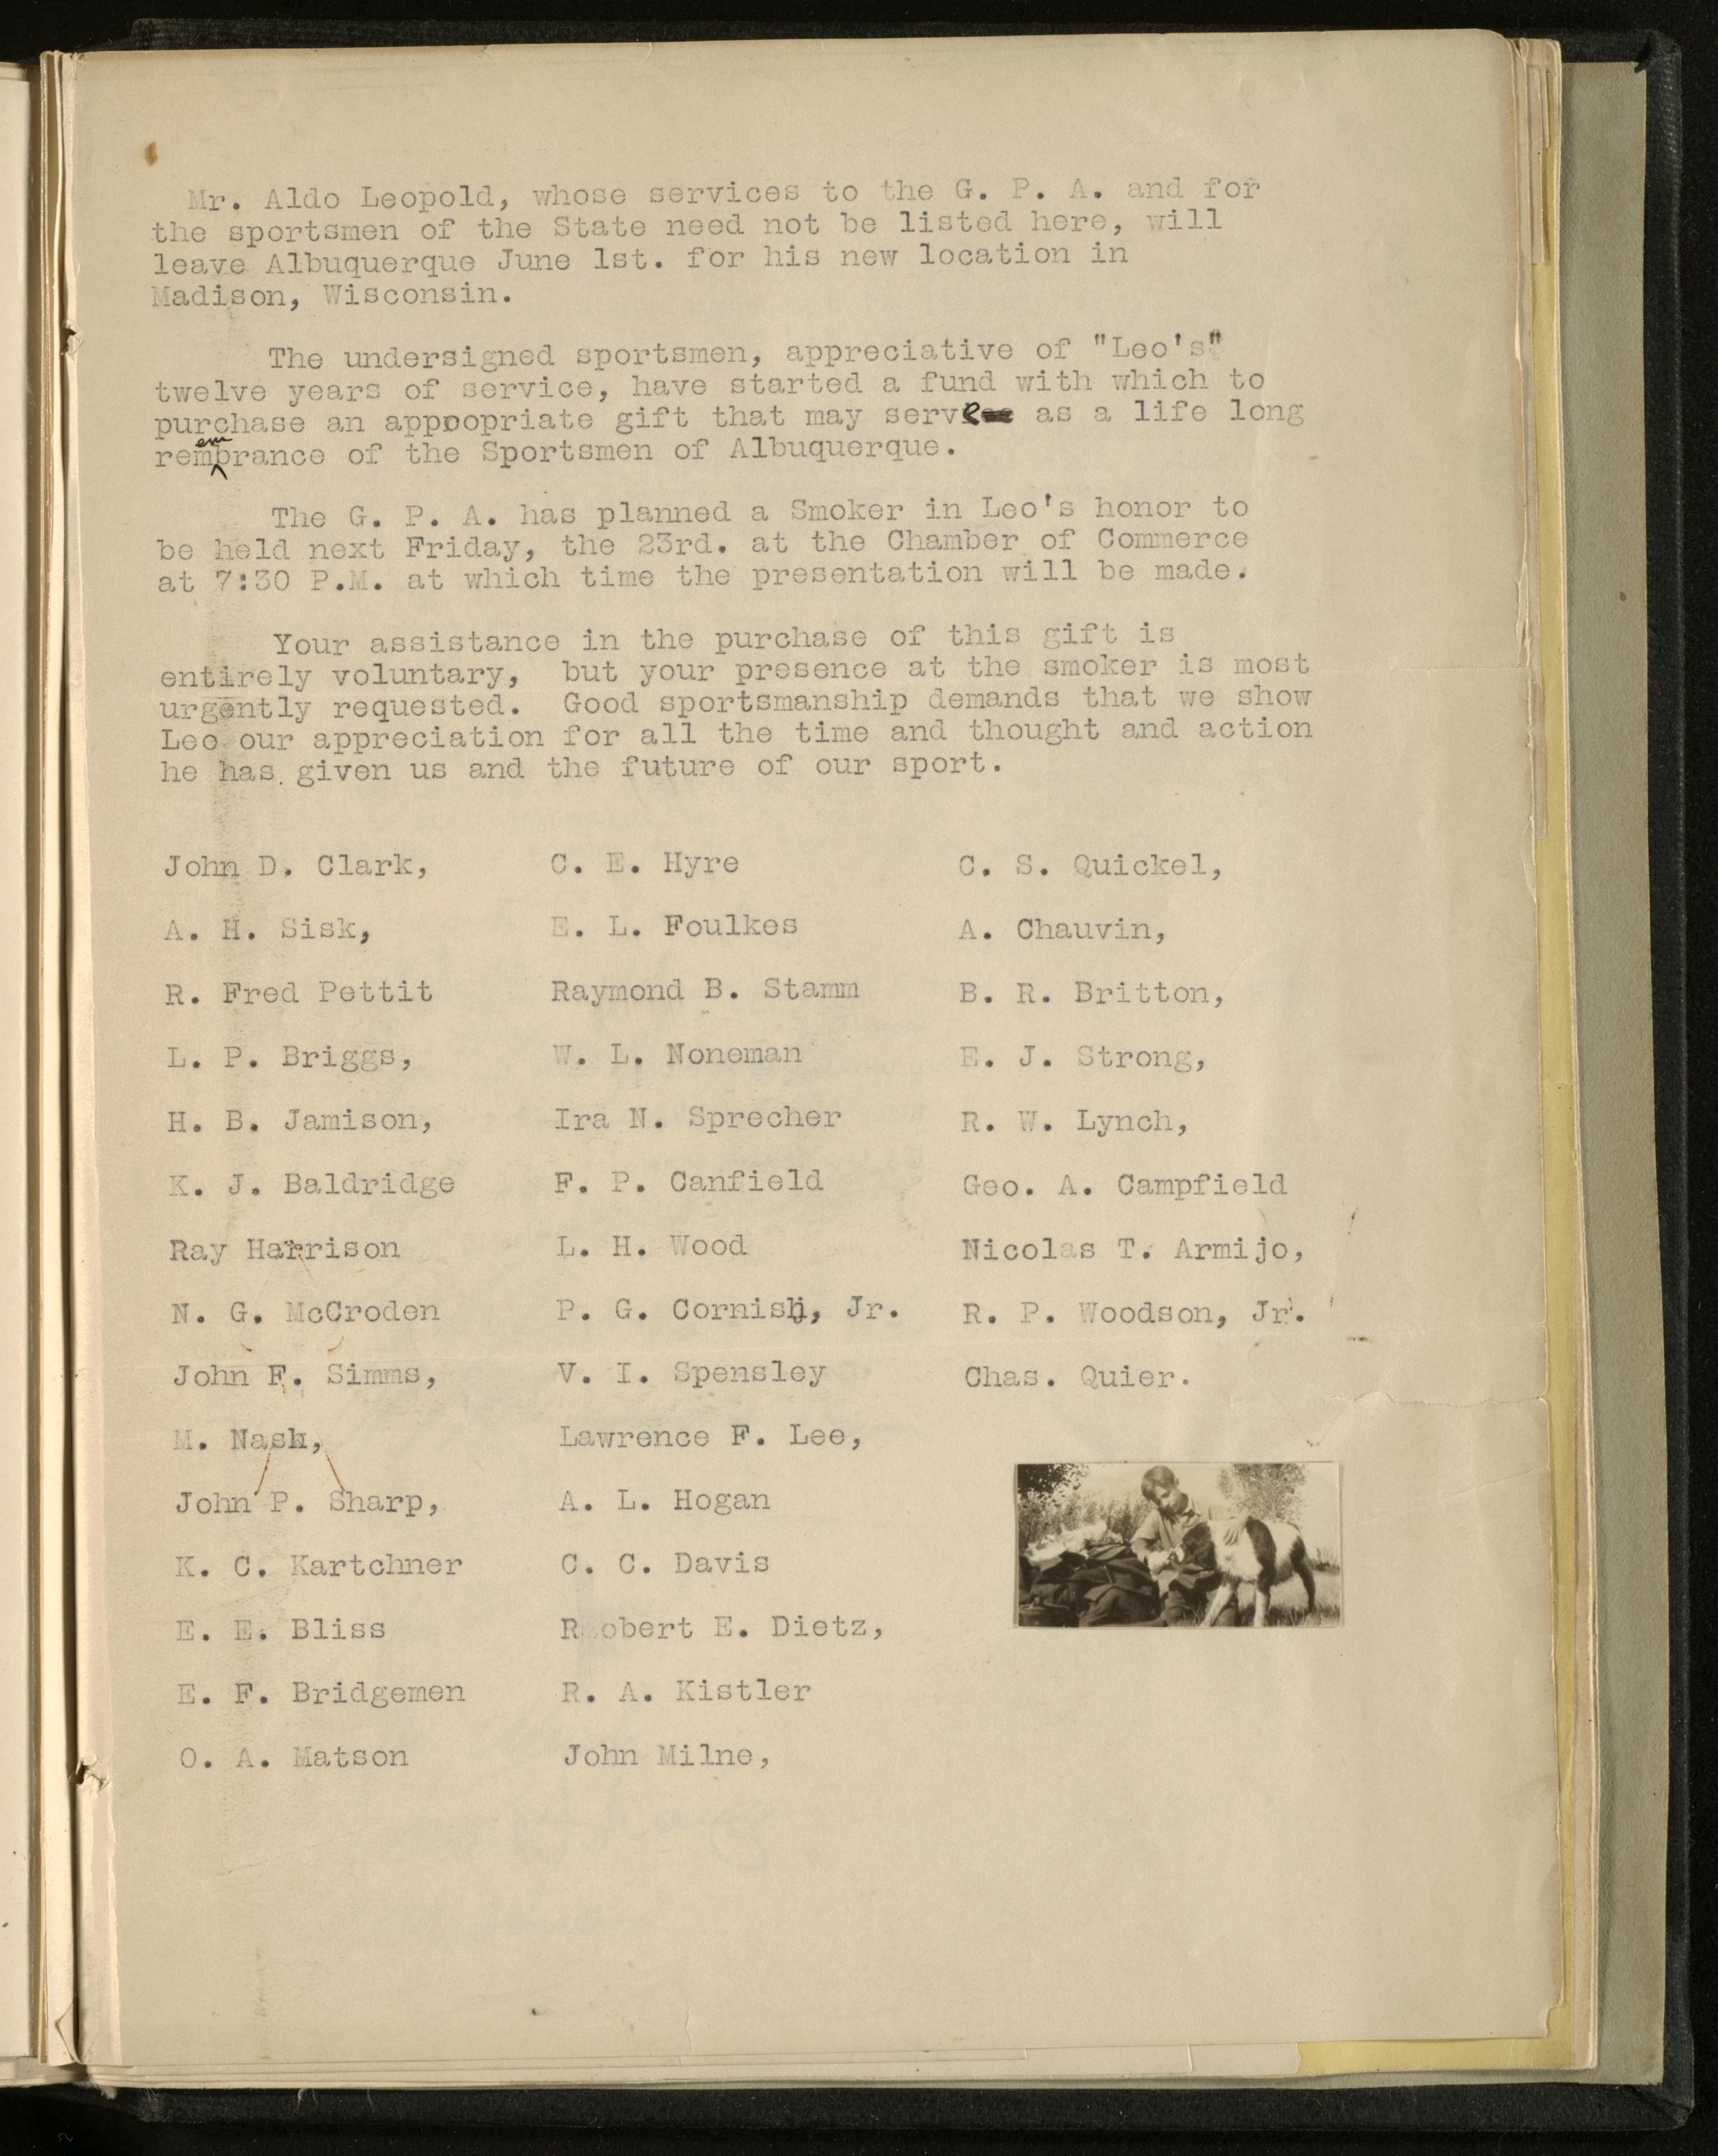 Mr. Aldo Leopold, whose services to the G. P. A. and for
the sportsmen of the State need not be listed here, will
leave Albuquerque June 1st. for his new location in
Madison, Wisconsin.
The undersigned sportsmen, appreciative of "Leo's"
twelve years of service, have started a fund with which to
purchase an appropriate gift that may serve as a life long
remembrance of the Sportsmen of Albuquerque.
The G. P. A. has planned a Smoker in Leo's honor to
be held next Friday, the 23rd. at the Chamber of Commerce
at 7:30 P.M. at which time the presentation will be made.
Your assistance in the purchase of this gift is
entirely voluntary, but your presence at the smoker is most
urgently requested. Good sportsmanship demands that we show
Leo our appreciation for all the time and thought and action
he has given us and the future of our sport.
John D. Clark, C. E. Hyre C. S. Quickel,
A. H. Sisk, E. L. Foulkes A. Chauvin,
R. Fred Pettit Raymond B. Stamm B. R. Britton,
L. P. Briggs, W. L. Noneman E. J. Strong,
H. B. Jamison, Ira N. Sprecher R. W. Lynch,
K. J. Baldridge F. P. Canfield Geo. A. Campfield
Ray Harrison L. H. Wood Nicolas T. Armijo,
N. G. McCroden P. G. Cornish, Jr. R. P. Woodson, Jr.
John F. Simms, V. I. Spensley Chas. Quier.
M. Nash, Lawrence F. Lee,
John P. Sharp, A. L. Hogan
K. C. Kartchner C. C. Davis
E. E. Bliss Robert E. Dietz,
E. F. Bridgemen R. A. Kistler
O. A. Matson John Milne,